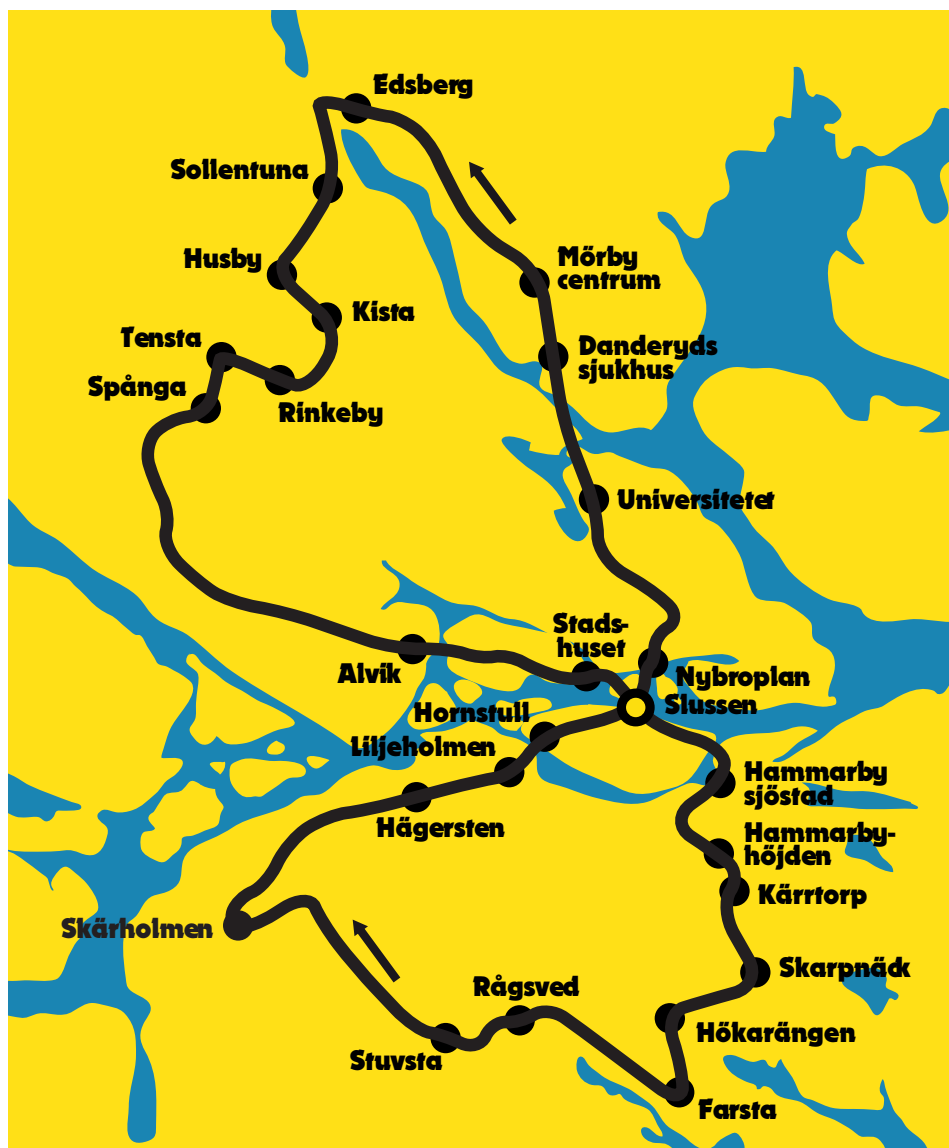 Edsberg
Sollentuna
Husby
Mörby
centrum
Kista
Tensta
Danderyds
sjukhus
Spånga
Rinkeby
Universitetet
Stads-
huset
Alvik
Nybroplan
Slussen
Hornstull
Liljeholmen
Hammarby
sjöstad
Hägersten
Hammarby-
höjden
Kärrtorp
Skärholmen
Skarpnäck
Rågsved
Hökarängen
Stuvsta
Farsta